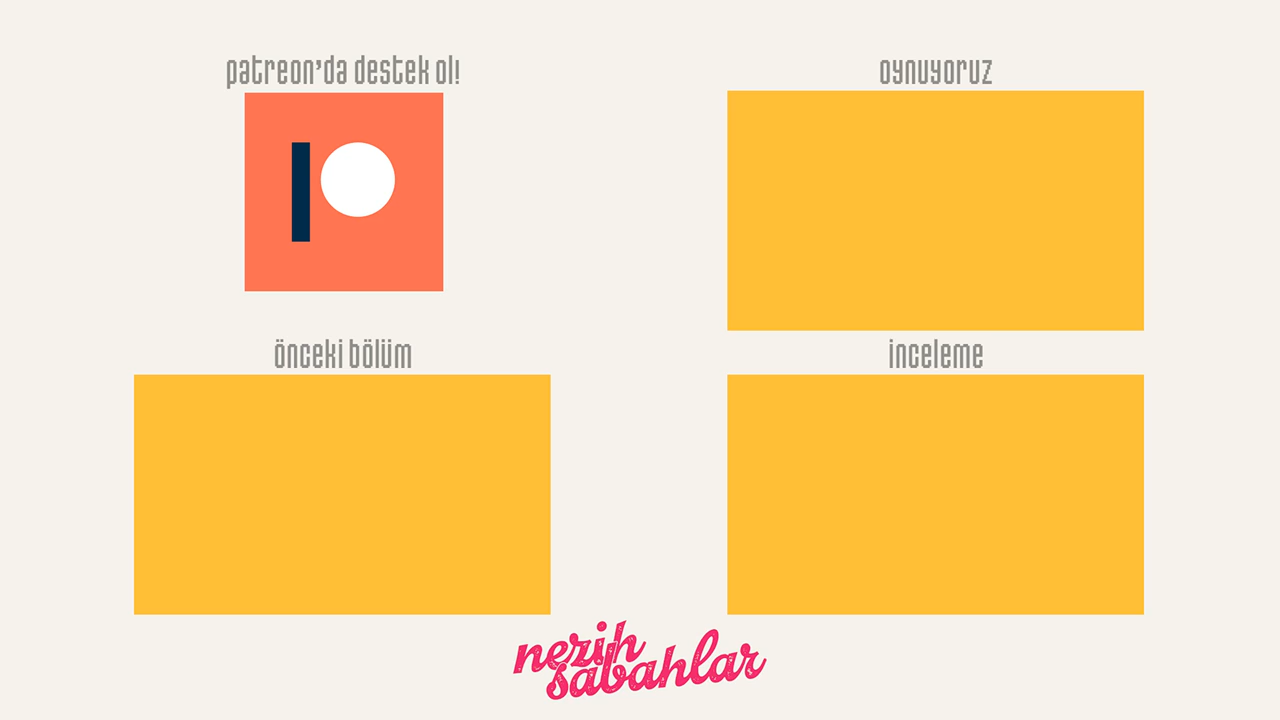 patreon'da destek ol!
oynuyoruz
önceki bölüm
inceleme
nezih
sabahlar